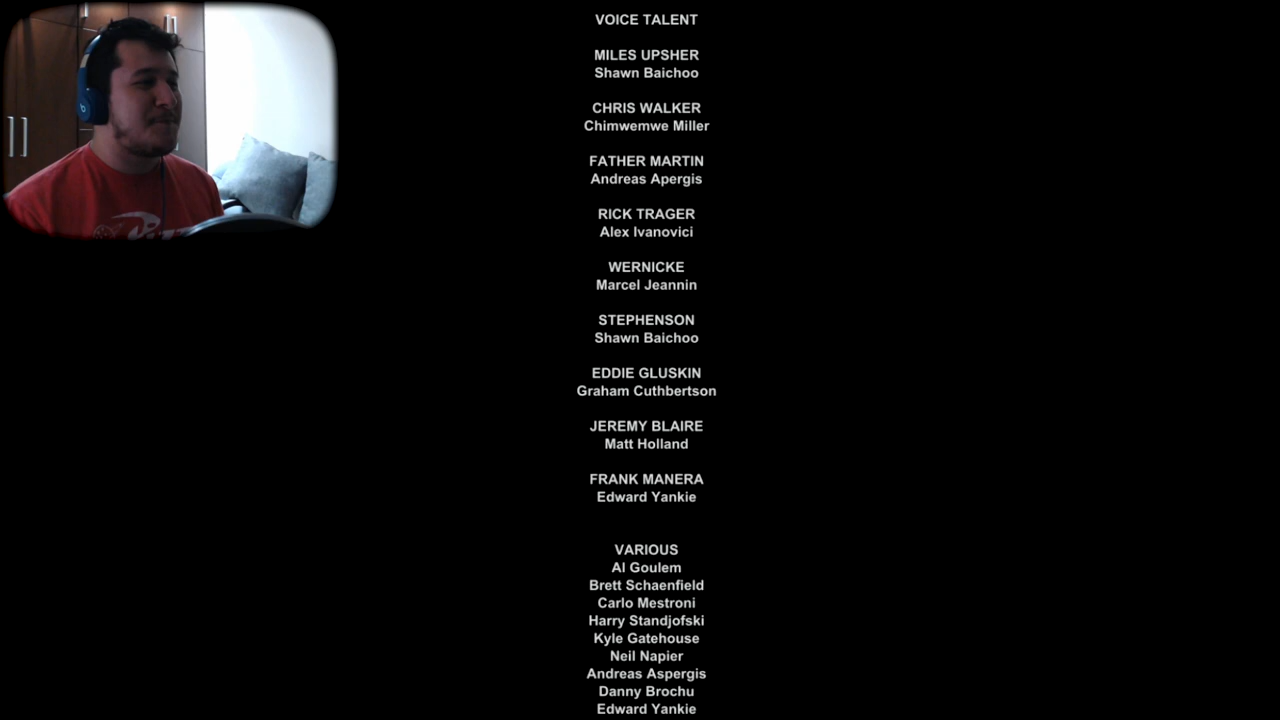 VOICE TALENT
MILES UPSHER
Shawn Baichoo
CHRIS WALKER
Chimwemwe Miller
FATHER MARTIN
Andreas Apergis
RICK TRAGER
Alex Ivanovici
WERNICKE
Marcel Jeannin
STEPHENSON
Shawn Baichoo
EDDIE GLUSKIN
Graham Cuthbertson
JEREMY BLAIRE
Matt Holland
FRANK MANERA
Edward Yankie
VARIOUS
Al Goulem
Brett Schaenfield
Carlo Mestroni
Harry Standjofski
Kyle Gatehouse
Neil Napier
Andreas Aspergis
Danny Brochu
Edward Yankie